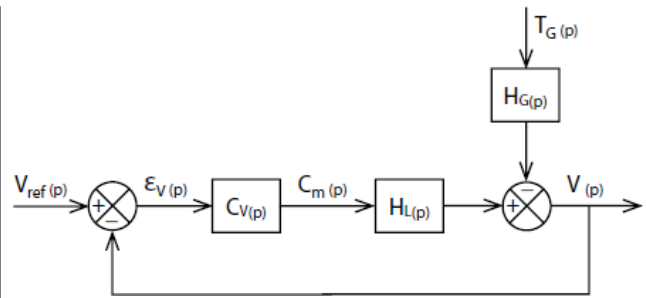 T_G (p)
H_G(p)
−
V_ref (p)
+
−
ε_V (p)
C_V(p)
C_m (p)
H_L(p)
+
V (p)